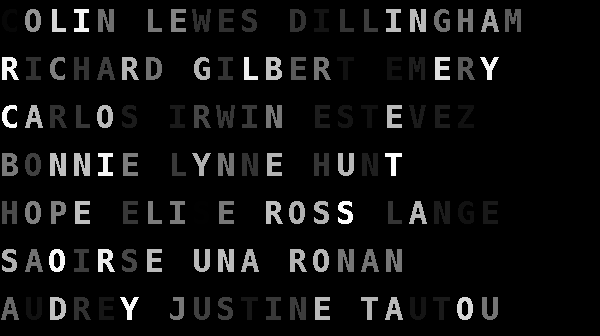 COLIN LEWES DILLINGHAM
RICHARD GILBERT EMERY
CARLOS IRWIN ESTEVEZ
BONNIE LYNNE HUNT
HOPE ROSS LANGE
SAOIRSE UNA RONAN
AUDREY JUSTINE TAUTOU